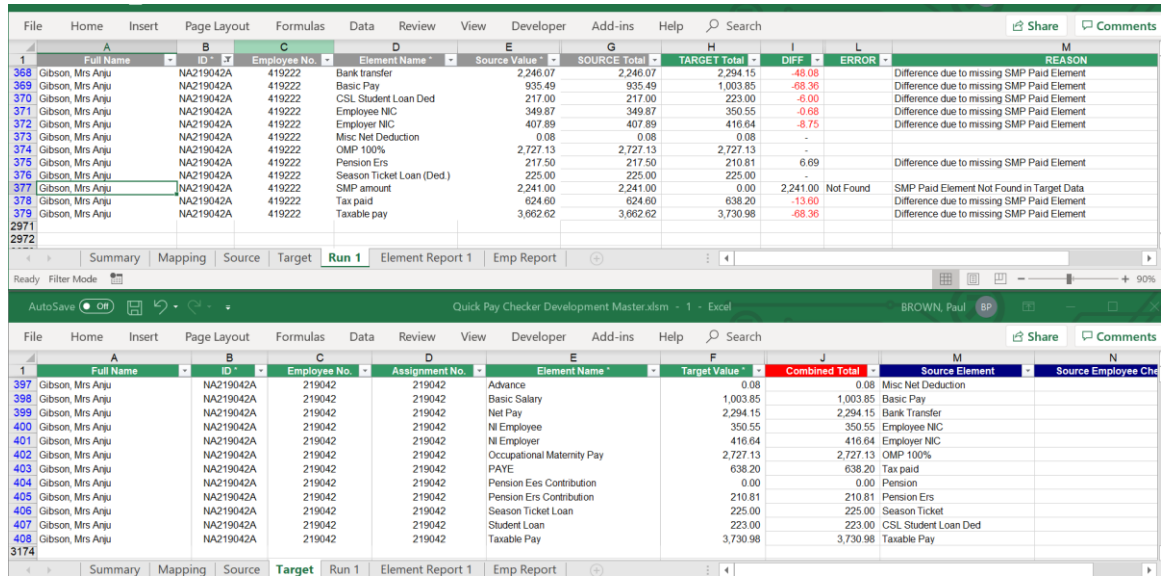 File Home Insert Page Layout Formulas Data Review View Developer Add-ins Help Search Share Comments
A B C D E G H I L M
1 Full Name ID * Employee No. Element Name * Source Value * SOURCE Total TARGET Total DIFF ERROR REASON
368 Gibson, Mrs Anju NA219042A 419222 Bank transfer 2,246.07 2,246.07 2,294.15 -48.08 Difference due to missing SMP Paid Element
369 Gibson, Mrs Anju NA219042A 419222 Basic Pay 935.49 935.49 1,003.85 -68.36 Difference due to missing SMP Paid Element
370 Gibson, Mrs Anju NA219042A 419222 CSL Student Loan Ded 217.00 217.00 223.00 -6.00 Difference due to missing SMP Paid Element
371 Gibson, Mrs Anju NA219042A 419222 Employee NIC 349.87 349.87 350.55 -0.68 Difference due to missing SMP Paid Element
372 Gibson, Mrs Anju NA219042A 419222 Employer NIC 407.89 407.89 416.64 -8.75 Difference due to missing SMP Paid Element
373 Gibson, Mrs Anju NA219042A 419222 Misc Net Deduction 0.08 0.08 0.08 -
374 Gibson, Mrs Anju NA219042A 419222 OMP 100% 2,727.13 2,727.13 2,727.13 -
375 Gibson, Mrs Anju NA219042A 419222 Pension Ers 217.50 217.50 210.81 6.69 Difference due to missing SMP Paid Element
376 Gibson, Mrs Anju NA219042A 419222 Season Ticket Loan (Ded.) 225.00 225.00 225.00 -
377 Gibson, Mrs Anju NA219042A 419222 SMP amount 2,241.00 2,241.00 0.00 2,241.00 Not Found SMP Paid Element Not Found in Target Data
378 Gibson, Mrs Anju NA219042A 419222 Tax paid 624.60 624.60 638.20 -13.60 Difference due to missing SMP Paid Element
379 Gibson, Mrs Anju NA219042A 419222 Taxable pay 3,662.62 3,662.62 3,730.98 -68.36 Difference due to missing SMP Paid Element
2971
2972
Summary Mapping Source Target Run 1 Element Report 1 Emp Report
Ready Filter Mode 90%
AutoSave Off Quick Pay Checker Development Master.xlsm - 1 - Excel BROWN, Paul BP
File Home Insert Page Layout Formulas Data Review View Developer Add-ins Help Search Share Comments
A B C D E F J M N
1 Full Name ID * Employee No. Assignment No. Element Name * Target Value * Combined Total Source Element Source Employee Che
397 Gibson, Mrs Anju NA219042A 219042 219042 Advance 0.08 0.08 Misc Net Deduction
398 Gibson, Mrs Anju NA219042A 219042 219042 Basic Salary 1,003.85 1,003.85 Basic Pay
399 Gibson, Mrs Anju NA219042A 219042 219042 Net Pay 2,294.15 2,294.15 Bank Transfer
400 Gibson, Mrs Anju NA219042A 219042 219042 NI Employee 350.55 350.55 Employee NIC
401 Gibson, Mrs Anju NA219042A 219042 219042 NI Employer 416.64 416.64 Employer NIC
402 Gibson, Mrs Anju NA219042A 219042 219042 Occupational Maternity Pay 2,727.13 2,727.13 OMP 100%
403 Gibson, Mrs Anju NA219042A 219042 219042 PAYE 638.20 638.20 Tax paid
404 Gibson, Mrs Anju NA219042A 219042 219042 Pension Ees Contribution 0.00 0.00 Pension
405 Gibson, Mrs Anju NA219042A 219042 219042 Pension Ers Contribution 210.81 210.81 Pension Ers
406 Gibson, Mrs Anju NA219042A 219042 219042 Season Ticket Loan 225.00 225.00 Season Ticket
407 Gibson, Mrs Anju NA219042A 219042 219042 Student Loan 223.00 223.00 CSL Student Loan Ded
408 Gibson, Mrs Anju NA219042A 219042 219042 Taxable Pay 3,730.98 3,730.98 Taxable Pay
3174
Summary Mapping Source Target Run 1 Element Report 1 Emp Report